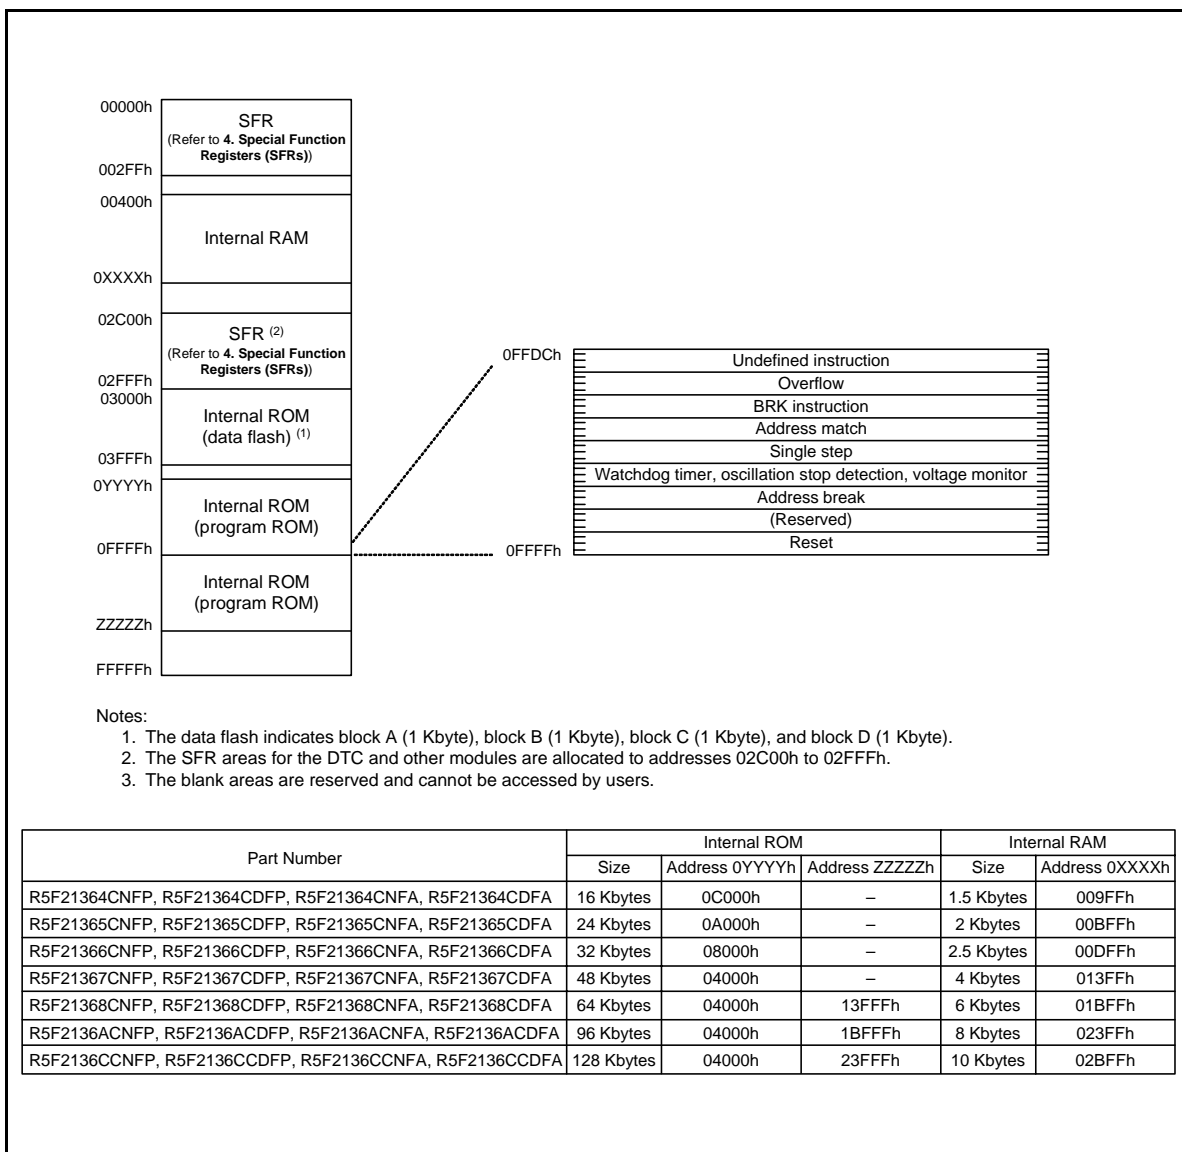 00000h
SFR
(Refer to 4. Special Function
Registers (SFRs))
002FFh
00400h
Internal RAM
0XXXXh
02C00h
SFR (2)
(Refer to 4. Special Function
Registers (SFRs))
02FFFh
03000h
Internal ROM
(data flash) (1)
03FFFh
0YYYYh
Internal ROM
(program ROM)
0FFFFh
Internal ROM
(program ROM)
ZZZZZh
FFFFFh
0FFDCh
Undefined instruction
Overflow
BRK instruction
Address match
Single step
Watchdog timer, oscillation stop detection, voltage monitor
Address break
(Reserved)
0FFFFh
Reset
Notes:
1. The data flash indicates block A (1 Kbyte), block B (1 Kbyte), block C (1 Kbyte), and block D (1 Kbyte).
2. The SFR areas for the DTC and other modules are allocated to addresses 02C00h to 02FFFh.
3. The blank areas are reserved and cannot be accessed by users.
Part Number Internal ROM Internal RAM
Size Address 0YYYYh Address ZZZZZh Size Address 0XXXXh
R5F21364CNFP, R5F21364CDFP, R5F21364CNFA, R5F21364CDFA 16 Kbytes 0C000h – 1.5 Kbytes 009FFh
R5F21365CNFP, R5F21365CDFP, R5F21365CNFA, R5F21365CDFA 24 Kbytes 0A000h – 2 Kbytes 00BFFh
R5F21366CNFP, R5F21366CDFP, R5F21366CNFA, R5F21366CDFA 32 Kbytes 08000h – 2.5 Kbytes 00DFFh
R5F21367CNFP, R5F21367CDFP, R5F21367CNFA, R5F21367CDFA 48 Kbytes 04000h – 4 Kbytes 013FFh
R5F21368CNFP, R5F21368CDFP, R5F21368CNFA, R5F21368CDFA 64 Kbytes 04000h 13FFFh 6 Kbytes 01BFFh
R5F2136ACNFP, R5F2136ACDFP, R5F2136ACNFA, R5F2136ACDFA 96 Kbytes 04000h 1BFFFh 8 Kbytes 023FFh
R5F2136CCNFP, R5F2136CCDFP, R5F2136CCNFA, R5F2136CCDFA 128 Kbytes 04000h 23FFFh 10 Kbytes 02BFFh